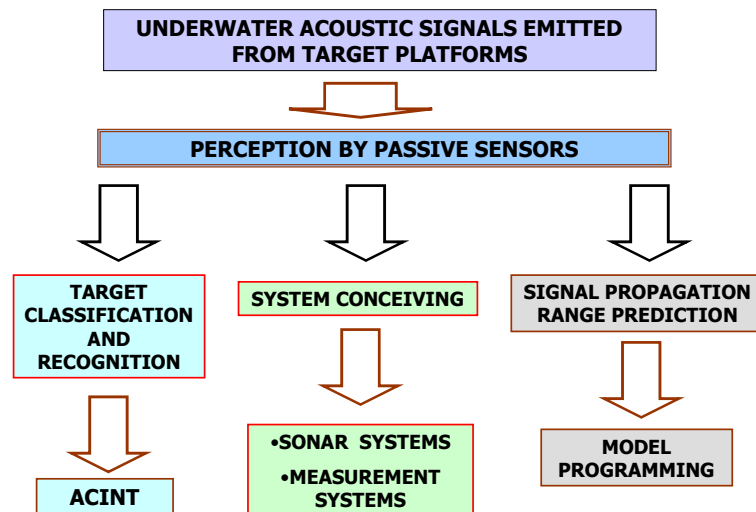 UNDERWATER ACOUSTIC SIGNALS EMITTED
FROM TARGET PLATFORMS
PERCEPTION BY PASSIVE SENSORS
TARGET
CLASSIFICATION
AND
RECOGNITION
SYSTEM CONCEIVING
SIGNAL PROPAGATION
RANGE PREDICTION
ACINT
•SONAR SYSTEMS
•MEASUREMENT
SYSTEMS
MODEL
PROGRAMMING